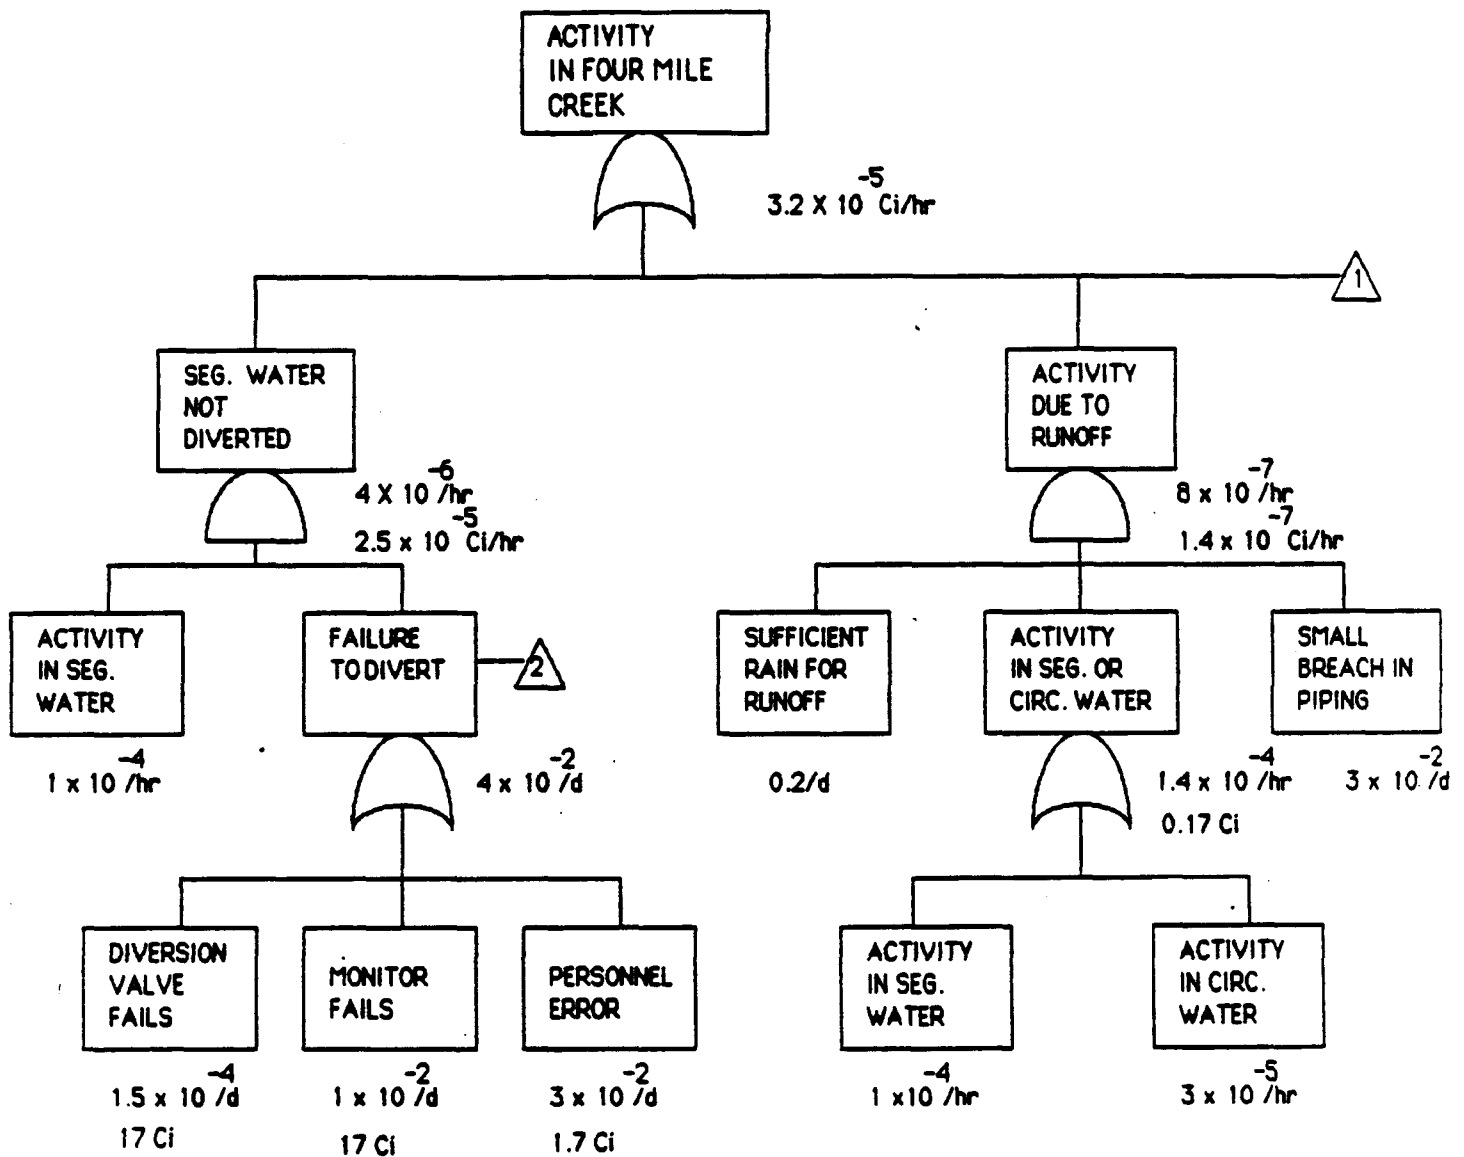 ACTIVITY
IN FOUR MILE
CREEK
3.2 X 10⁻⁵ Ci/hr
1
SEG. WATER
NOT
DIVERTED
4 X 10⁻⁶/hr
2.5 x 10⁻⁵ Ci/hr
ACTIVITY
DUE TO
RUNOFF
8 x 10⁻⁷/hr
1.4 x 10⁻⁷ Ci/hr
ACTIVITY
IN SEG.
WATER
1 x 10⁻⁴/hr
FAILURE
TO DIVERT
2
4 x 10⁻²/d
SUFFICIENT
RAIN FOR
RUNOFF
0.2/d
ACTIVITY
IN SEG. OR
CIRC. WATER
1.4 x 10⁻⁴/hr
0.17 Ci
SMALL
BREACH IN
PIPING
3 x 10⁻²/d
DIVERSION
VALVE
FAILS
1.5 x 10⁻⁴/d
17 Ci
MONITOR
FAILS
1 x 10⁻²/d
17 Ci
PERSONNEL
ERROR
3 x 10⁻²/d
1.7 Ci
ACTIVITY
IN SEG.
WATER
1 x10⁻⁴/hr
ACTIVITY
IN CIRC.
WATER
3 x 10⁻⁵/hr